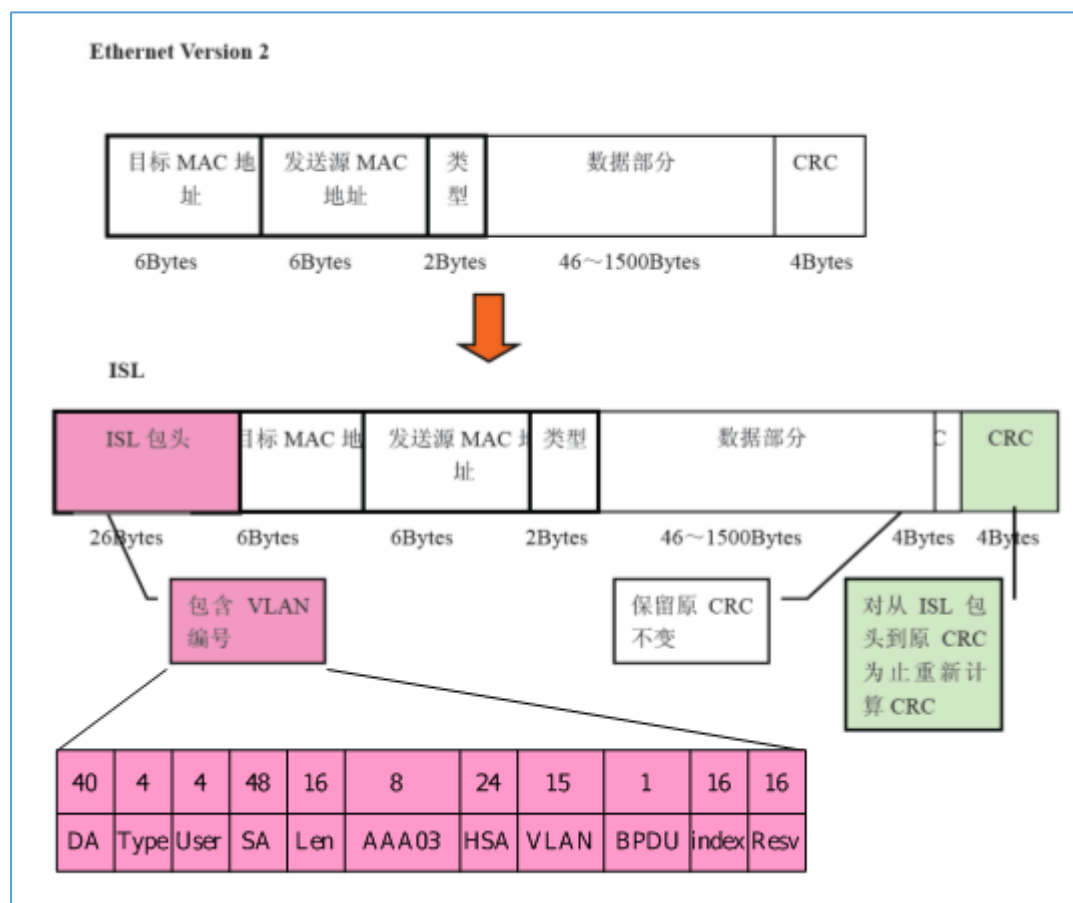 Ethernet Version 2
目标 MAC 地
址
发送源 MAC
地址
类
型
数据部分
CRC
6Bytes
6Bytes
2Bytes
46～1500Bytes
4Bytes
ISL
ISL 包头
目标 MAC 地
发送源 MAC 地
址
类型
数据部分
C
CRC
26Bytes
6Bytes
6Bytes
2Bytes
46～1500Bytes
4Bytes
4Bytes
包含 VLAN
编号
保留原 CRC
不变
对从 ISL 包
头到原 CRC
为止重新计
算 CRC
40 4 4 48 16 8 24 15 1 16 16
DA Type User SA Len AAA03 HSA VLAN BPDU index Resv